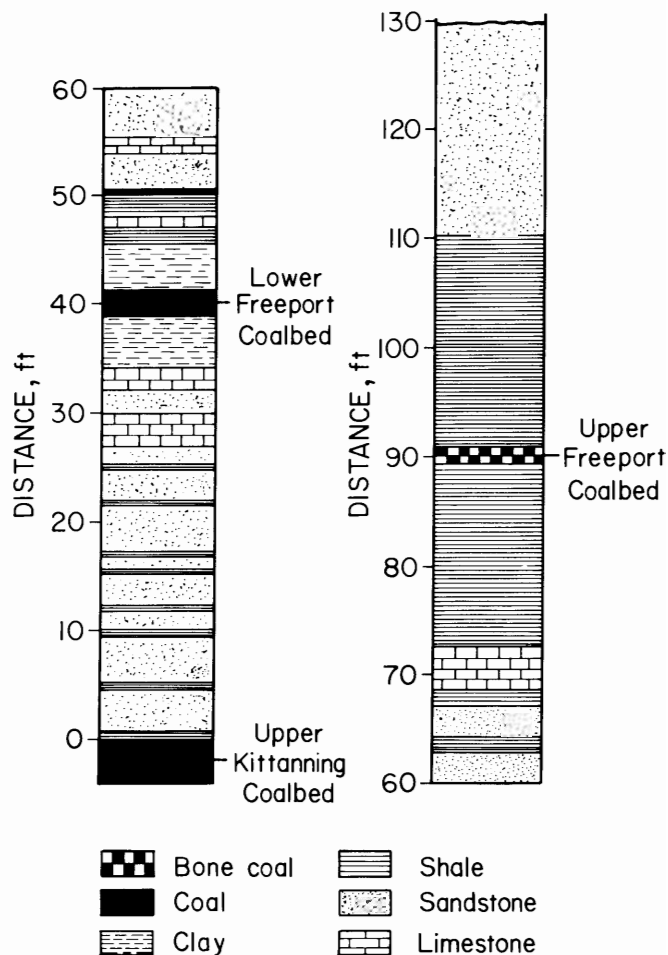 60
50
40
30
20
10
0
DISTANCE, ft
Lower
Freeport
Coalbed
Upper
Kittanning
Coalbed
130
120
110
100
90
80
70
60
DISTANCE, ft
Upper
Freeport
Coalbed
Bone coal
Coal
Clay
Shale
Sandstone
Limestone